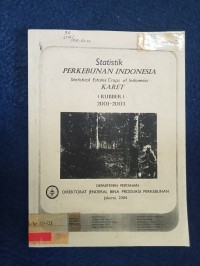 Statistik
PERKEBUNAN INDONESIA
Statistical Estate Crops of Indonesia
KARET
( RUBBER )
2001-2003
DEPARTEMEN PERTANIAN
DIREKTORAT JENDERAL BINA PRODUKSI PERKEBUNAN
Jakarta, 2004